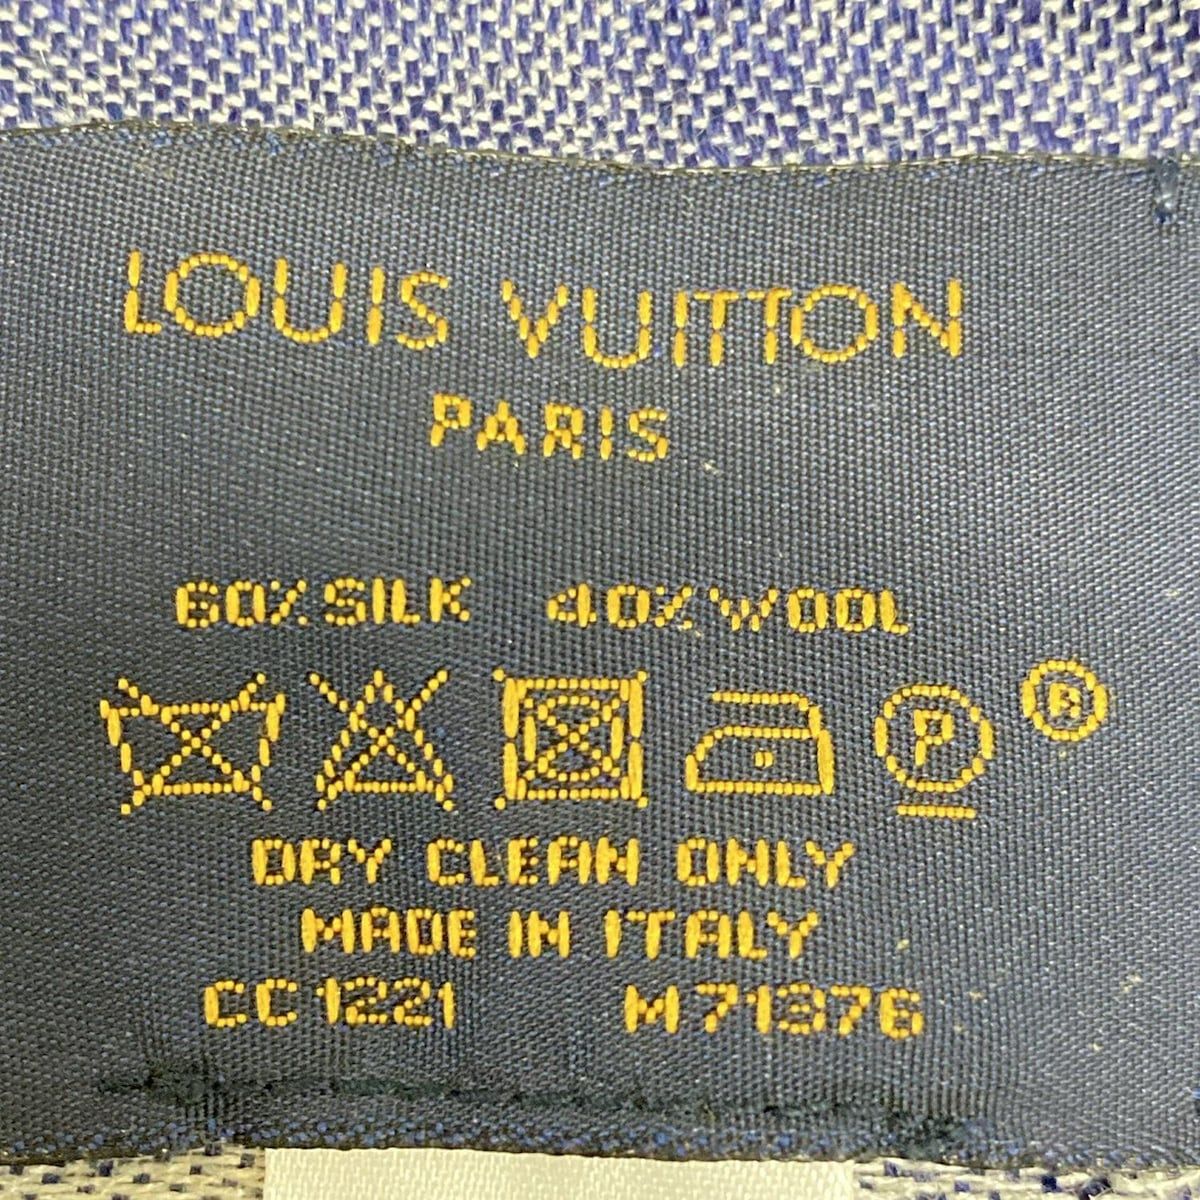 LOUIS VUITTON
PARIS
60% SILK 40% WOOL
P ®
DRY CLEAN ONLY
MADE IN ITALY
CC1221 M71376